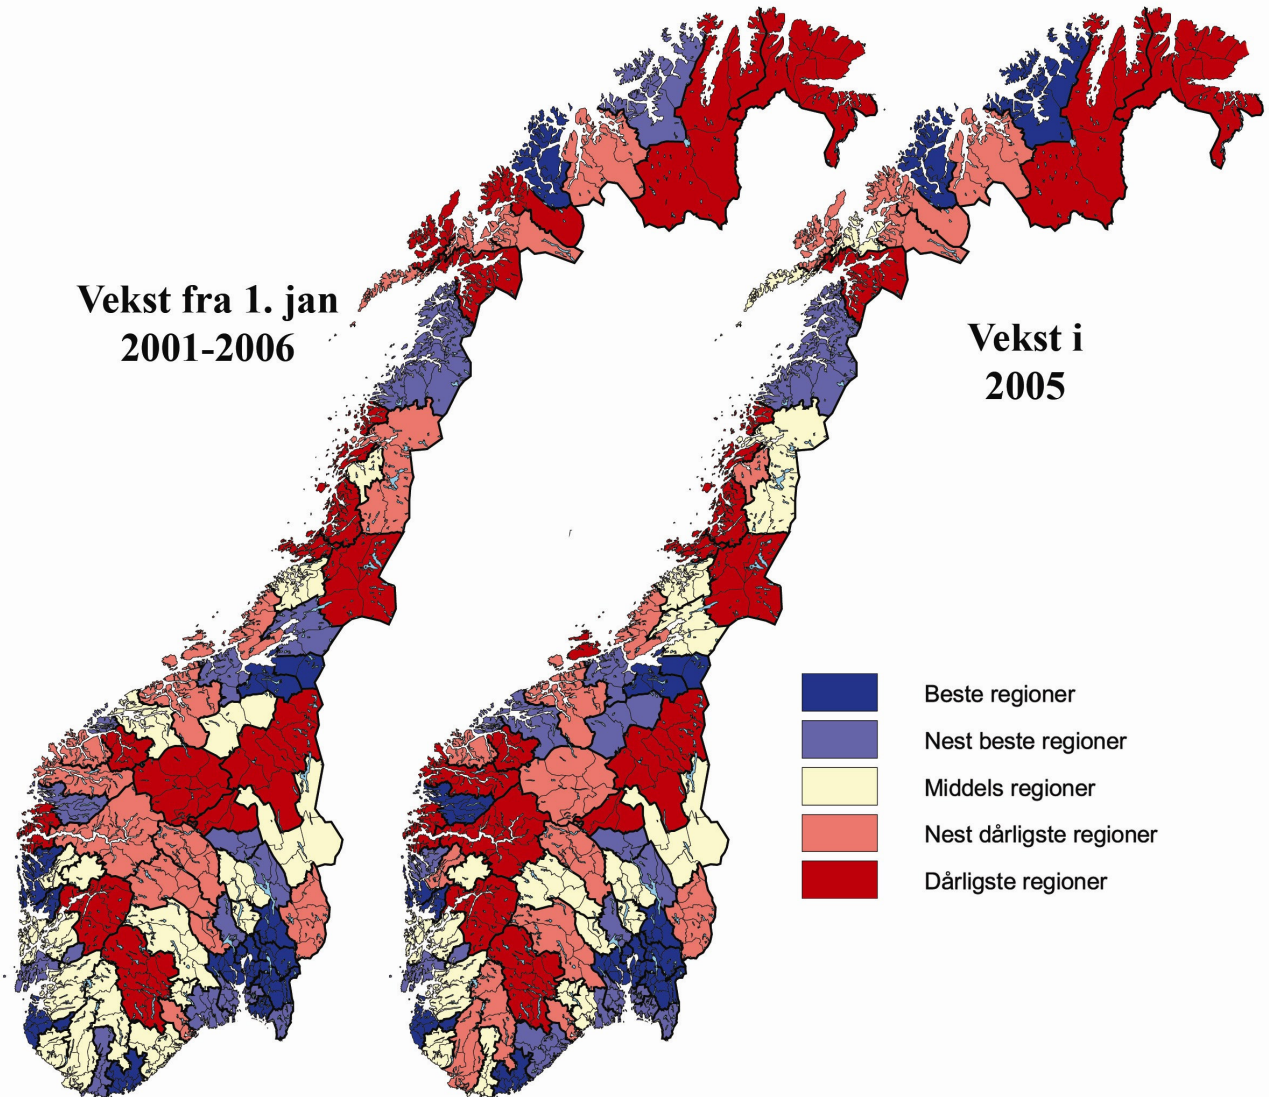 Vekst fra 1. jan
2001-2006
Vekst i
2005
Beste regioner
Nest beste regioner
Middels regioner
Nest dårligste regioner
Dårligste regioner